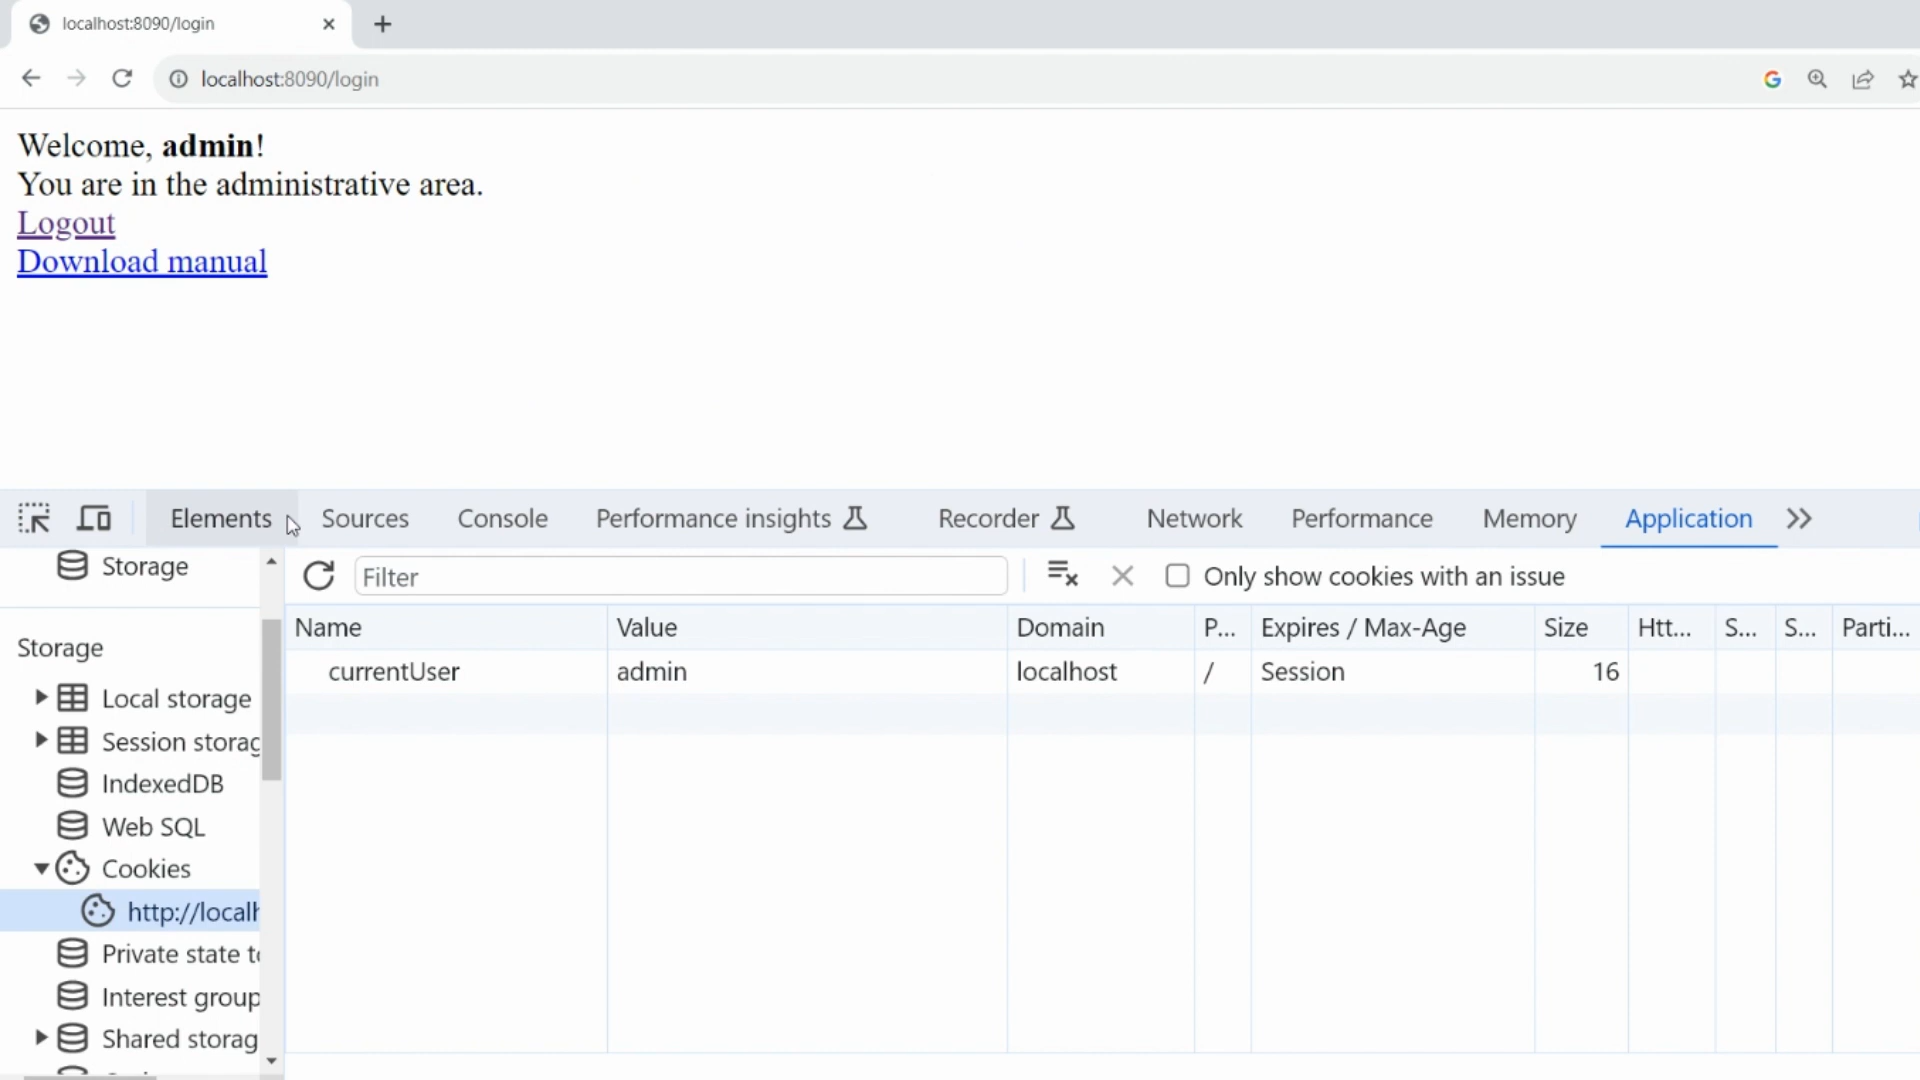 localhost:8090/login
localhost:8090/login
Welcome, admin!
You are in the administrative area.
Logout
Download manual
Elements Sources Console Performance insights Recorder Network Performance Memory Application
Storage
Filter
Only show cookies with an issue
Name Value Domain P... Expires / Max-Age Size Htt... S... S... Parti...
currentUser admin localhost / Session 16
Storage
Local storage
Session storag
IndexedDB
Web SQL
Cookies
http://localh
Private state to
Interest group
Shared storag